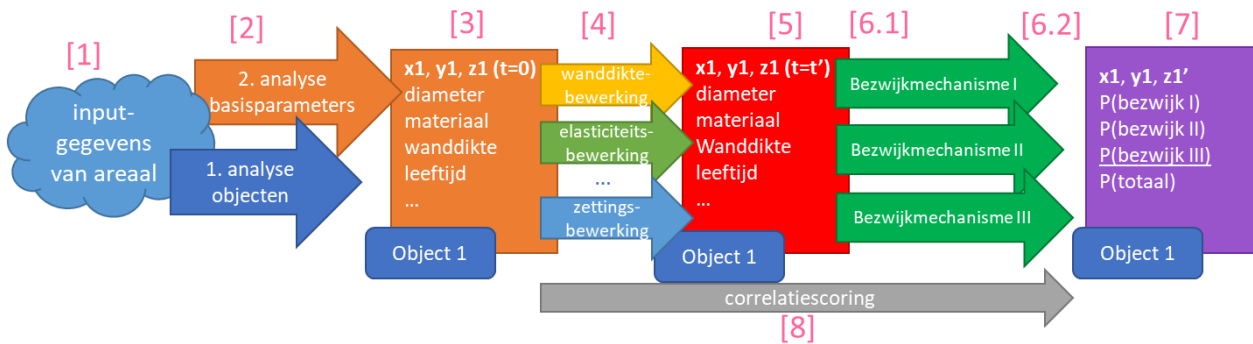 [1]
[2]
[3]
[4]
[5]
[6.1]
[6.2]
[7]
input-
gegevens
van areaal
2. analyse
basisparameters
1. analyse
objecten
x1, y1, z1 (t=0)
diameter
materiaal
wanddikte
leeftijd
...
Object 1
wanddikte-
bewerking
elasticiteits-
bewerking
...
zettings-
bewerking
x1, y1, z1 (t=t’)
diameter
materiaal
Wanddikte
leeftijd
...
Object 1
Bezwijkmechanisme I
Bezwijkmechanisme II
Bezwijkmechanisme III
x1, y1, z1’
P(bezwijk I)
P(bezwijk II)
P(bezwijk III)
P(totaal)
Object 1
correlatiescoring
[8]